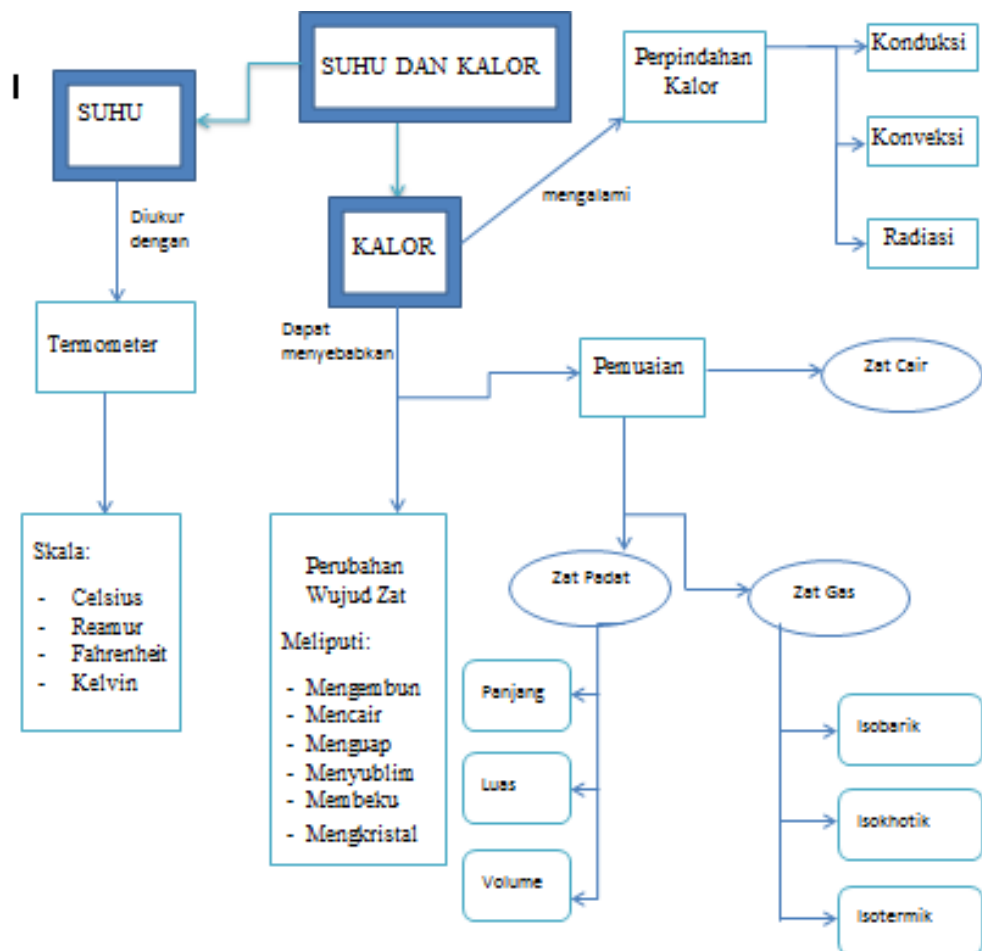 SUHU DAN KALOR
SUHU
Diukur
dengan
Termometer
Skala:
- Celsius
- Reamur
- Fahrenheit
- Kelvin
KALOR
mengalami
Perpindahan
Kalor
Konduksi
Konveksi
Radiasi
Dapat
menyebabkan
Perubahan
Wujud Zat
Meliputi:
- Mengembun
- Mencair
- Menguap
- Menyublim
- Membeku
- Mengkristal
Pemuaian
Zat Cair
Zat Padat
Panjang
Luas
Volume
Zat Gas
Isobarik
Isokhotik
Isotermik